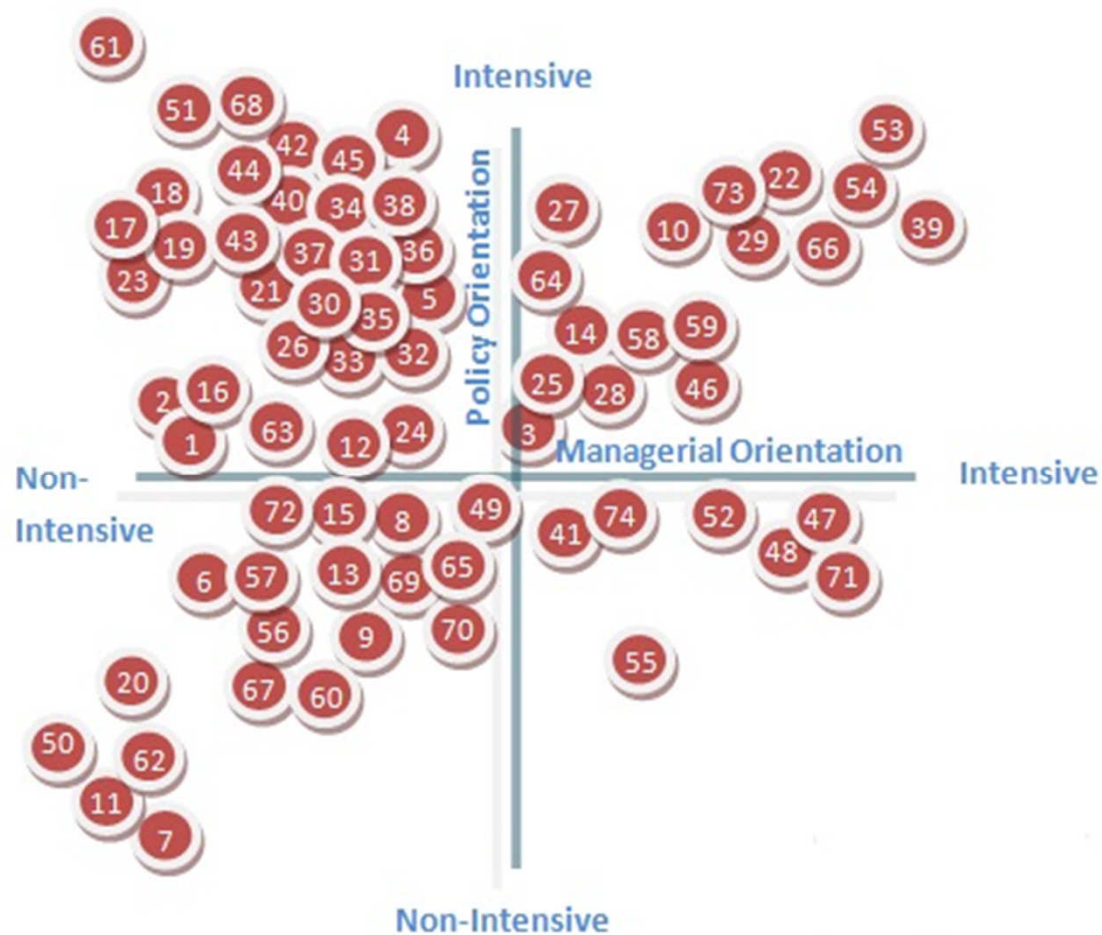 61
Intensive
51 68
42 45 4
53
44
18 40 34 38
73 22 54
27
17 19 43 37 31 36
10 29 66 39
23 21 30 35 5
64
Policy Orientation
26 33 32
14 58 59
2 16
25 28 46
1 63 12 24
3
Managerial Orientation
Non-
Intensive
Intensive
72 15 8 49
41 74 52 47
48
6 57 13 69 65
71
56 9 70
55
20 67 60
50 62
11
7
Non-Intensive